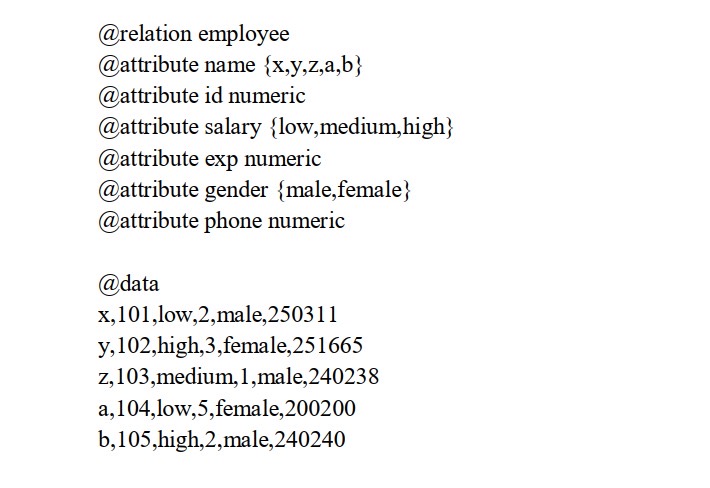 @relation employee
@attribute name {x,y,z,a,b}
@attribute id numeric
@attribute salary {low,medium,high}
@attribute exp numeric
@attribute gender {male,female}
@attribute phone numeric
@data
x,101,low,2,male,250311
y,102,high,3,female,251665
z,103,medium,1,male,240238
a,104,low,5,female,200200
b,105,high,2,male,240240